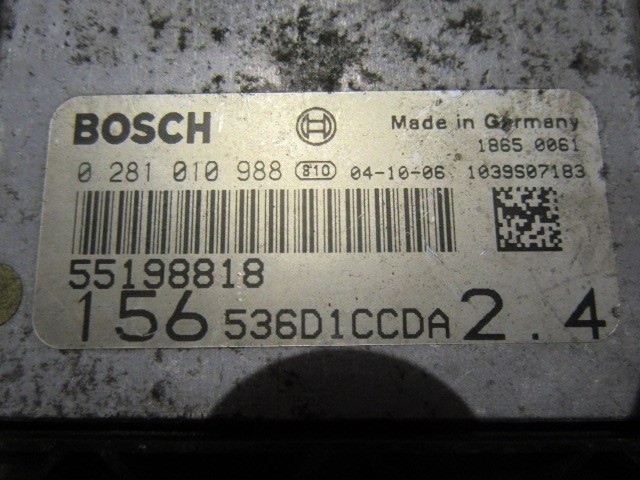 BOSCH Made in Germany
1865 0061
0 281 010 988 810 04-10-06 1039S07183
55198818
156 536D1CCDA 2.4